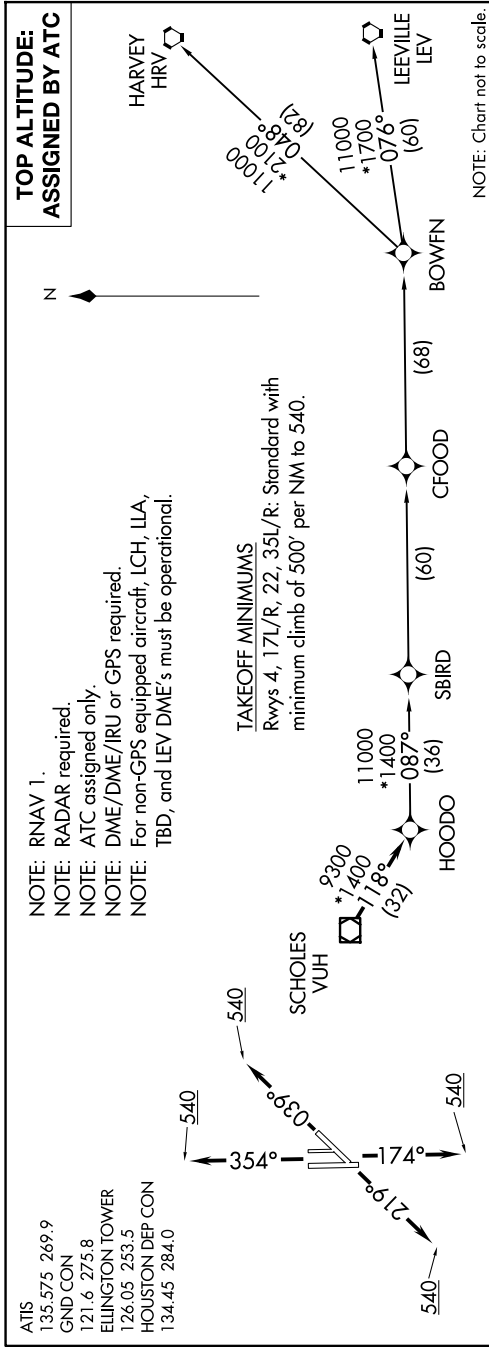 TOP ALTITUDE:
ASSIGNED BY ATC
ATIS
135.575 269.9
GND CON
121.6 275.8
ELLINGTON TOWER
126.05 253.5
HOUSTON DEP CON
134.45 284.0
NOTE: RNAV 1.
NOTE: RADAR required.
NOTE: ATC assigned only.
NOTE: DME/DME/IRU or GPS required.
NOTE: For non-GPS equipped aircraft, LCH, LLA,
TBD, and LEV DME's must be operational.
N
TAKEOFF MINIMUMS
Rwys 4, 17L/R, 22, 35L/R: Standard with
minimum climb of 500' per NM to 540.
540
354°
540
039°
174°
540
219°
540
SCHOLES
VUH
9300
*1400
118°
(32)
HOODO
11000
*1400
087°
(36)
SBIRD
(60)
CFOOD
(68)
BOWFN
11000
*2100
048°
(82)
HARVEY
HRV
11000
*1700
076°
(60)
LEEVILLE
LEV
NOTE: Chart not to scale.